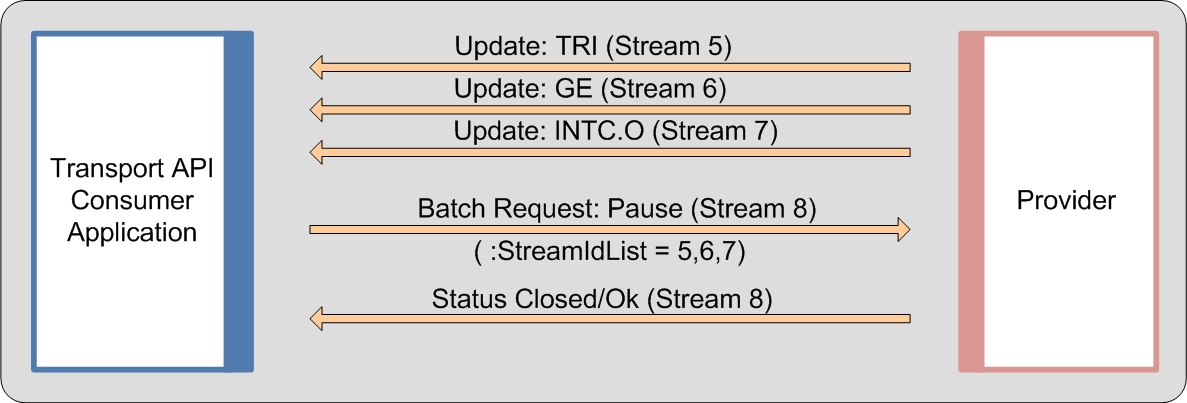 Update: TRI (Stream 5)
Update: GE (Stream 6)
Update: INTC.O (Stream 7)
Transport API
Consumer
Application
Batch Request: Pause (Stream 8)
( :StreamIdList = 5,6,7)
Status Closed/Ok (Stream 8)
Provider